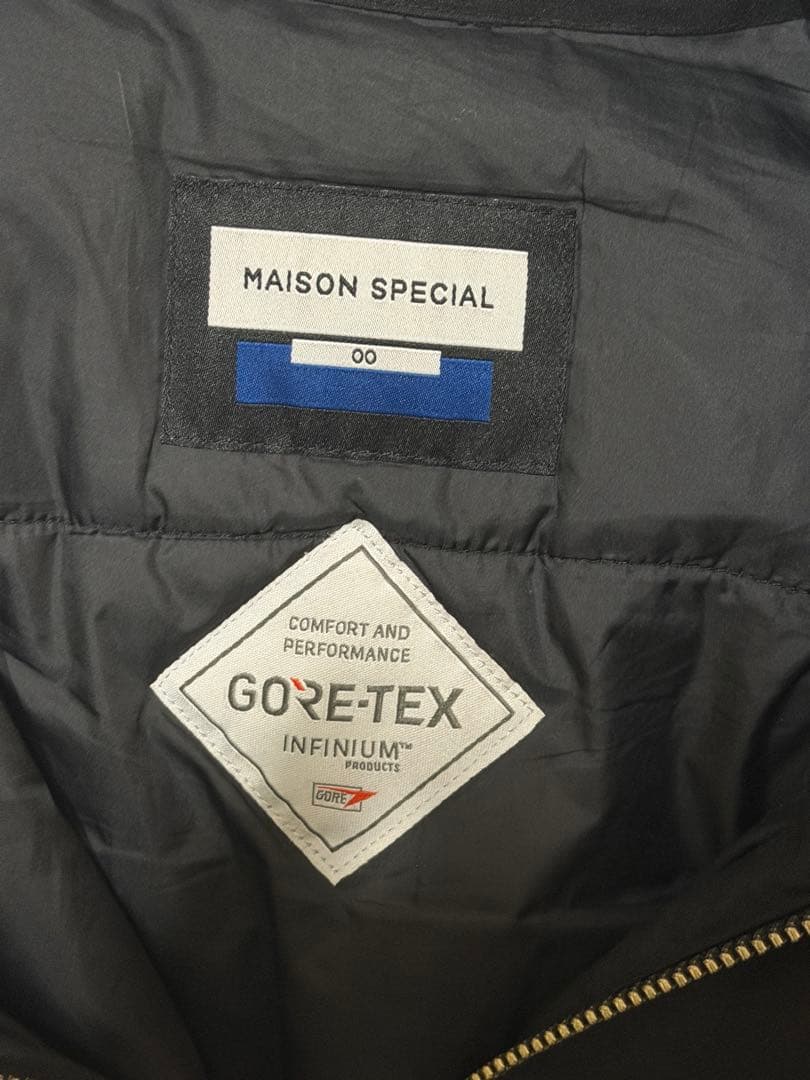 MAISON SPECIAL
00
COMFORT AND
PERFORMANCE
GORE-TEX
INFINIUM™
PRODUCTS
GORE